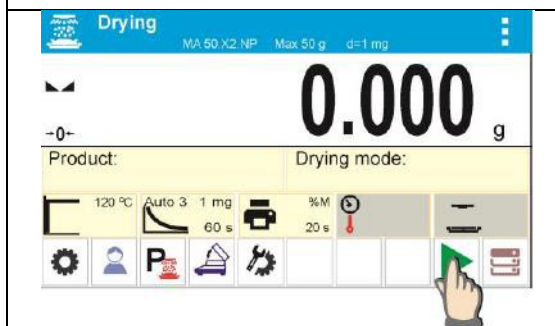 Drying
MA 50.X2.NP Max 50 g d=1 mg
0.000 g
→0←
Product: Drying mode:
120 °C Auto 3 1 mg %M
60 s 20 s
P